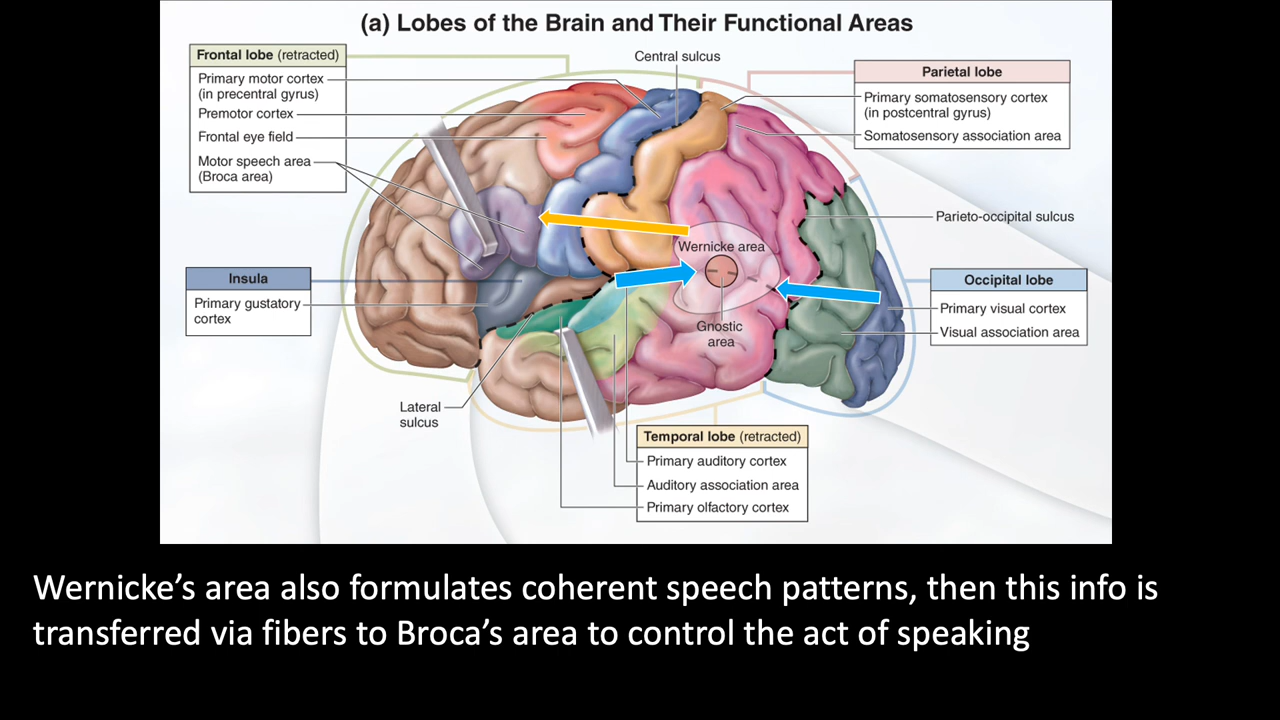 (a) Lobes of the Brain and Their Functional Areas
Frontal lobe (retracted)
Primary motor cortex
(in precentral gyrus)
Premotor cortex
Frontal eye field
Motor speech area
(Broca area)
Central sulcus
Parietal lobe
Primary somatosensory cortex
(in postcentral gyrus)
Somatosensory association area
Parieto-occipital sulcus
Wernicke area
Gnostic
area
Insula
Primary gustatory
cortex
Occipital lobe
Primary visual cortex
Visual association area
Lateral
sulcus
Temporal lobe (retracted)
Primary auditory cortex
Auditory association area
Primary olfactory cortex
Wernicke’s area also formulates coherent speech patterns, then this info is
transferred via fibers to Broca’s area to control the act of speaking